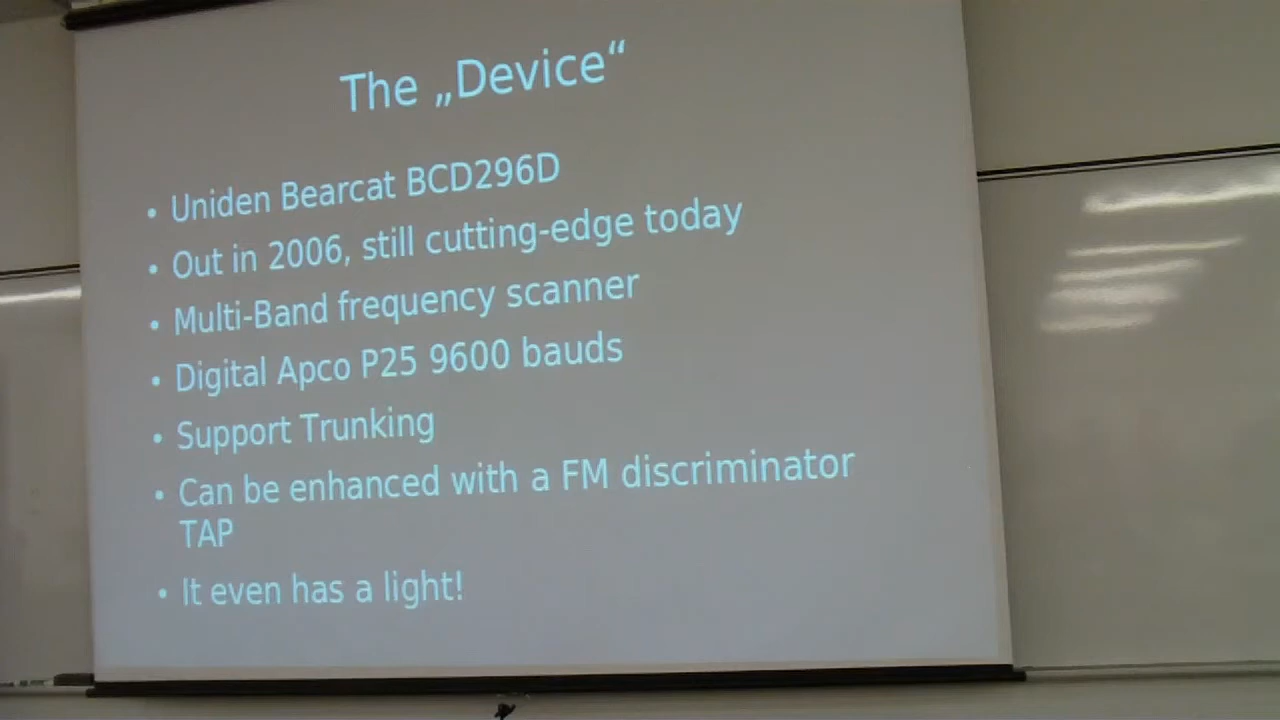 The „Device“
• Uniden Bearcat BCD296D
• Out in 2006, still cutting-edge today
• Multi-Band frequency scanner
• Digital Apco P25 9600 bauds
• Support Trunking
• Can be enhanced with a FM discriminator
TAP
• It even has a light!